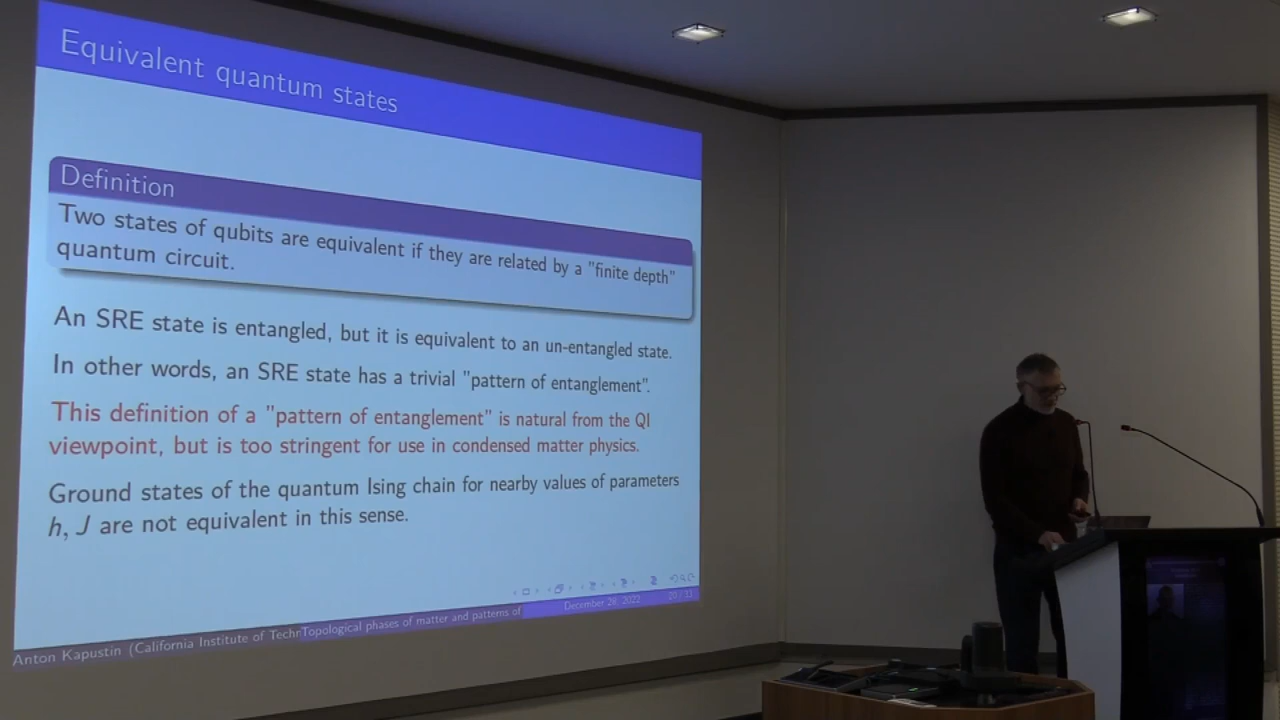 Equivalent quantum states
Definition
Two states of qubits are equivalent if they are related by a "finite depth"
quantum circuit.
An SRE state is entangled, but it is equivalent to an un-entangled state.
In other words, an SRE state has a trivial "pattern of entanglement".
This definition of a "pattern of entanglement" is natural from the QI
viewpoint, but is too stringent for use in condensed matter physics.
Ground states of the quantum Ising chain for nearby values of parameters
h, J are not equivalent in this sense.
Anton Kapustin (California Institute of Techn Topological phases of matter and patterns of